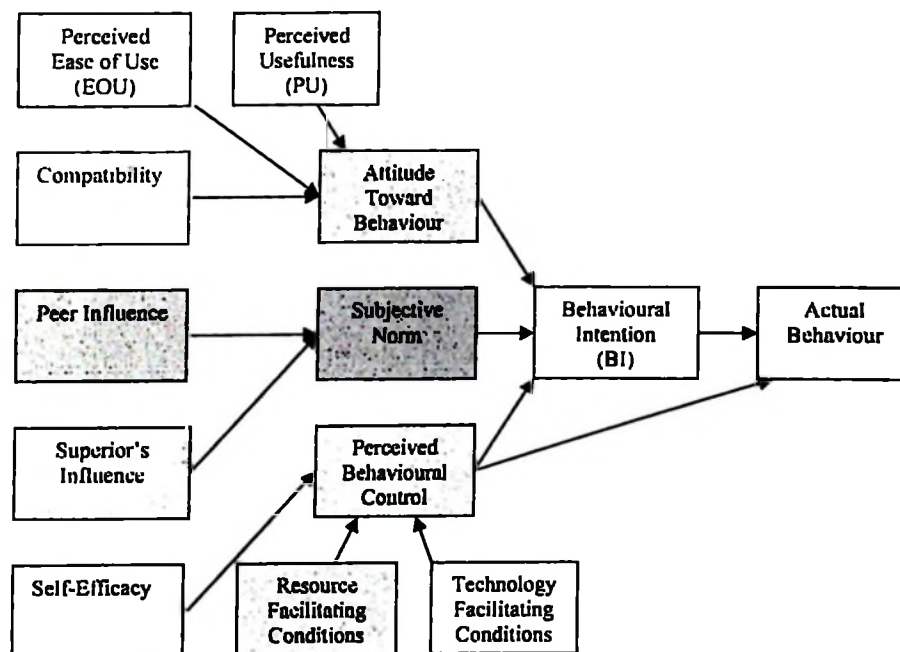 Perceived
Ease of Use
(EOU)
Perceived
Usefulness
(PU)
Compatibility
Attitude
Toward
Behaviour
Peer Influence
Subjective
Norm
Behavioural
Intention
(BI)
Actual
Behaviour
Superior's
Influence
Perceived
Behavioural
Control
Self-Efficacy
Resource
Facilitating
Conditions
Technology
Facilitating
Conditions